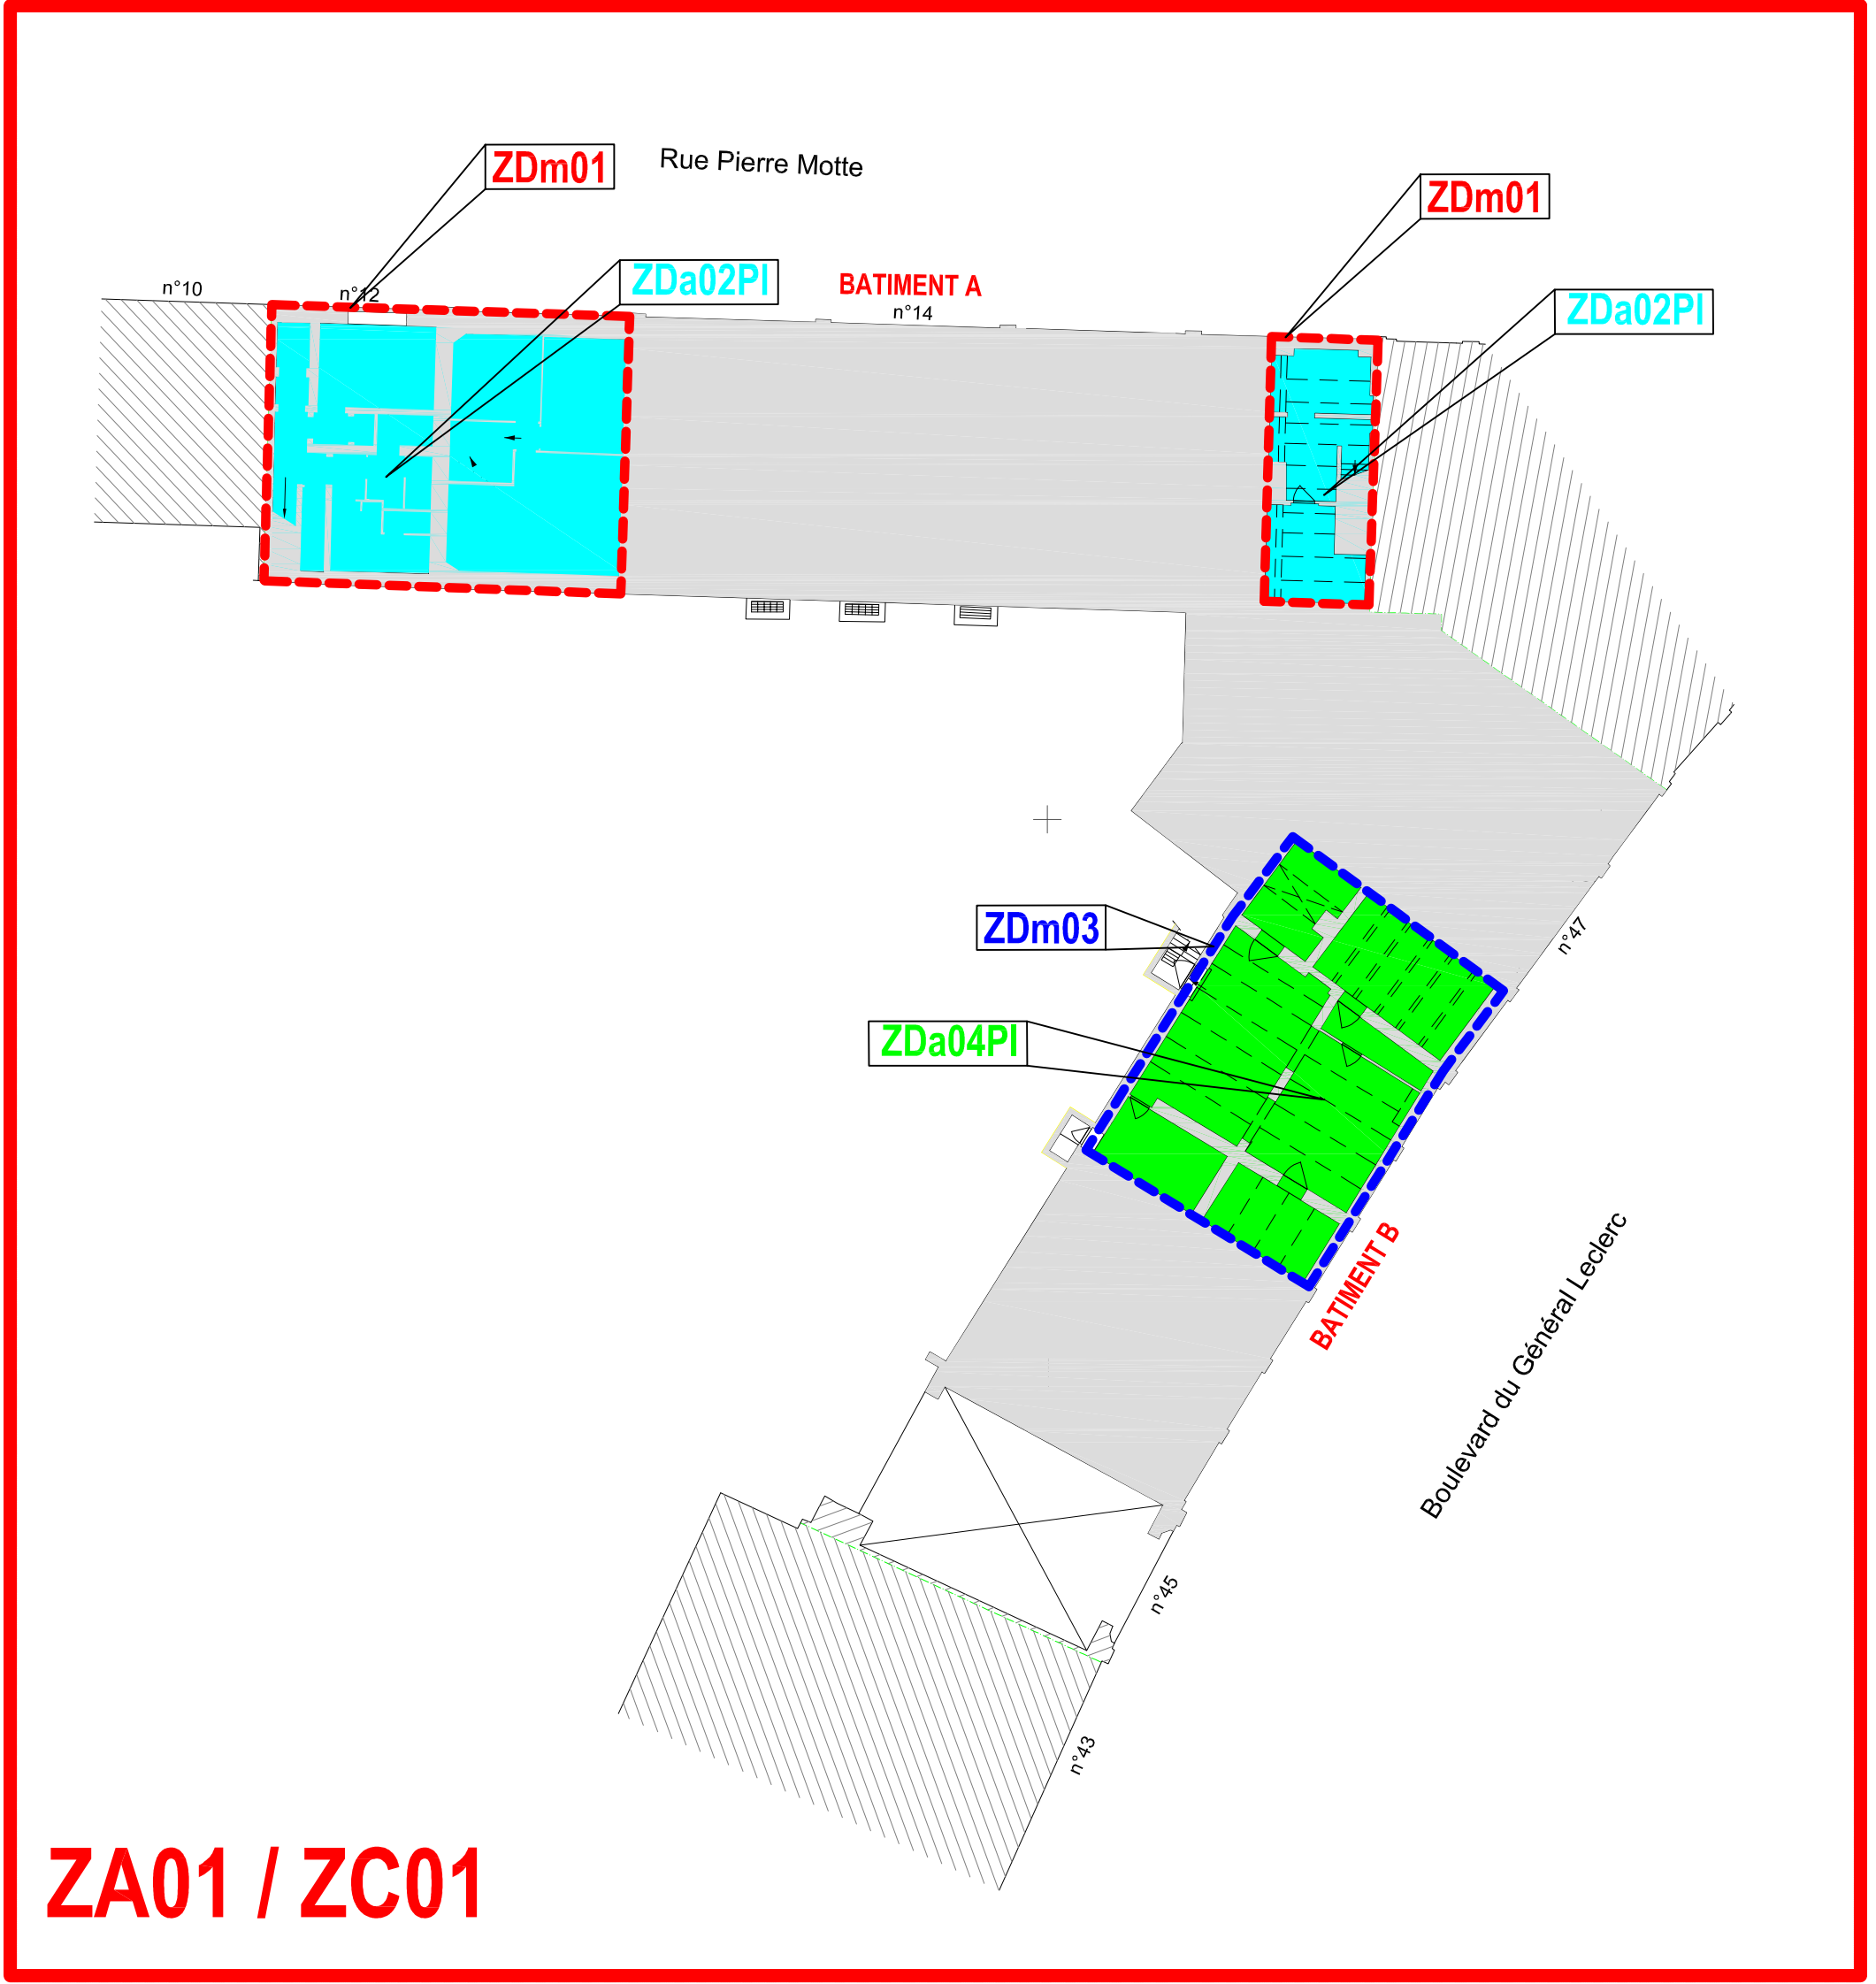 ZDm01
Rue Pierre Motte
ZDm01
ZDa02PI
BATIMENT A
n°10
n°12
n°14
ZDa02PI
ZDm03
n°47
ZDa04PI
BATIMENT B
Boulevard du Général Leclerc
n°45
n°43
ZA01 / ZC01